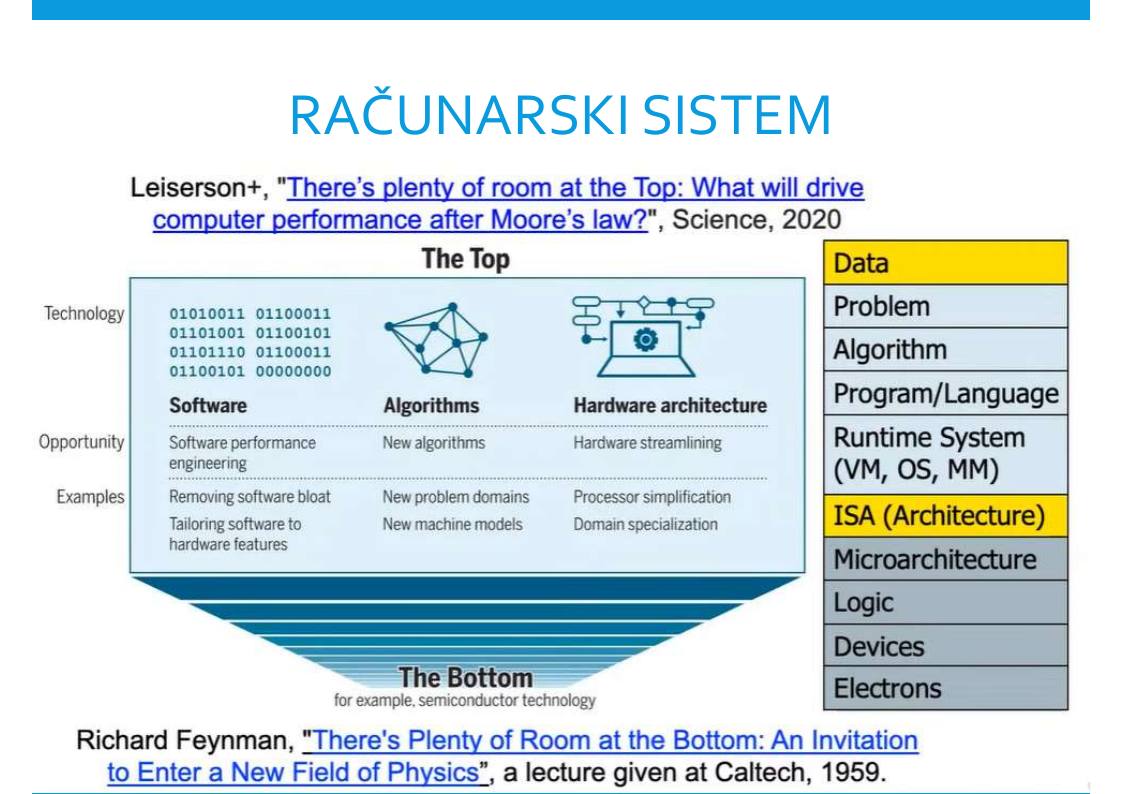 RAČUNARSKI SISTEM
Leiserson+, "There's plenty of room at the Top: What will drive
computer performance after Moore's law?", Science, 2020
The Top
Technology
01010011 01100011
01101001 01100101
01101110 01100011
01100101 00000000
Software
Algorithms
Hardware architecture
Opportunity
Software performance
engineering
New algorithms
Hardware streamlining
Examples
Removing software bloat
New problem domains
Processor simplification
Tailoring software to
hardware features
New machine models
Domain specialization
The Bottom
for example, semiconductor technology
Data
Problem
Algorithm
Program/Language
Runtime System
(VM, OS, MM)
ISA (Architecture)
Microarchitecture
Logic
Devices
Electrons
Richard Feynman, "There's Plenty of Room at the Bottom: An Invitation
to Enter a New Field of Physics", a lecture given at Caltech, 1959.